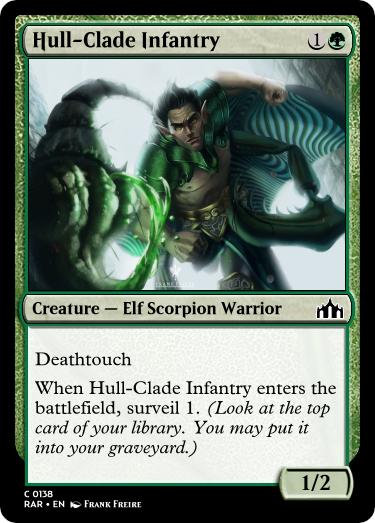 Hull-Clade Infantry 1
FRANK FREIRE
Creature — Elf Scorpion Warrior
Deathtouch
When Hull-Clade Infantry enters the
battlefield, surveil 1. (Look at the top
card of your library. You may put it
into your graveyard.)
1/2
C 0138
RAR • EN Frank Freire